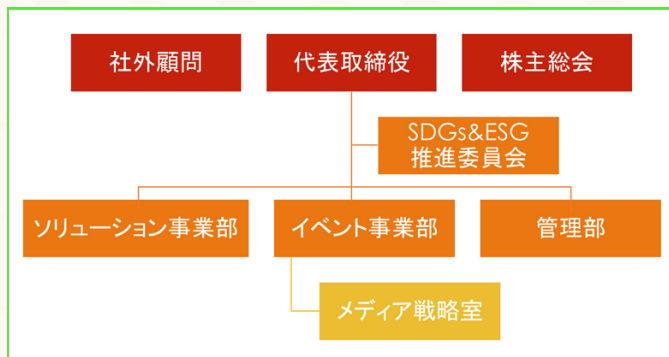 社外顧問
代表取締役
株主総会
SDGs&ESG
推進委員会
ソリューション事業部
イベント事業部
管理部
メディア戦略室